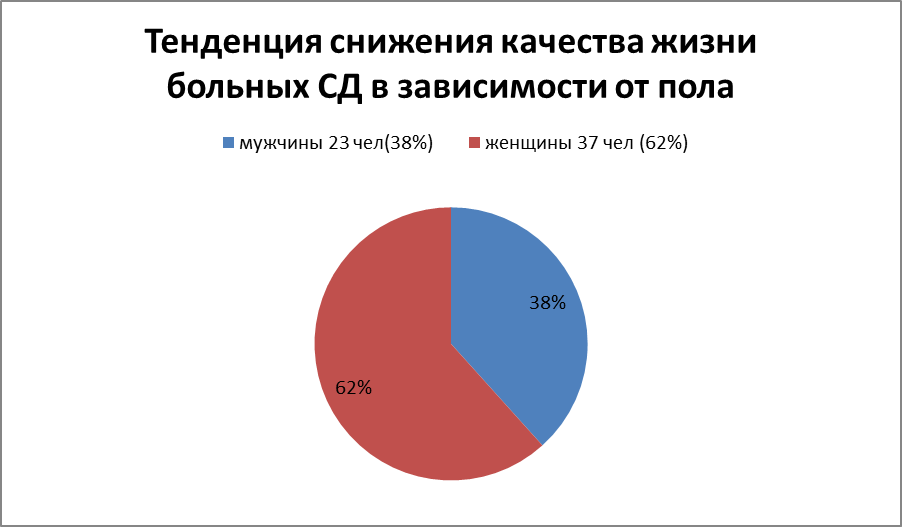 Тенденция снижения качества жизни
больных СД в зависимости от пола
мужчины 23 чел(38%) женщины 37 чел (62%)
38%
62%